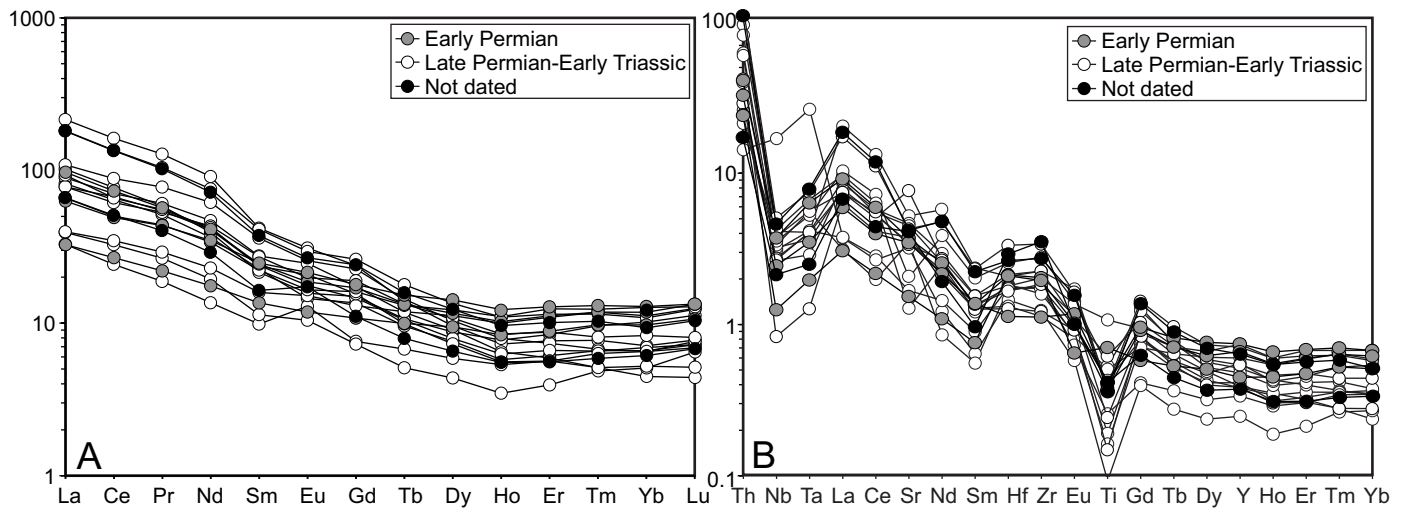 1000
100
10
1
Early Permian
Late Permian-Early Triassic
Not dated
A
La Ce Pr Nd Sm Eu Gd Tb Dy Ho Er Tm Yb Lu
100
10
1
0.1
Early Permian
Late Permian-Early Triassic
Not dated
B
Th Nb Ta La Ce Sr Nd Sm Hf Zr Eu Ti Gd Tb Dy Y Ho Er Tm Yb